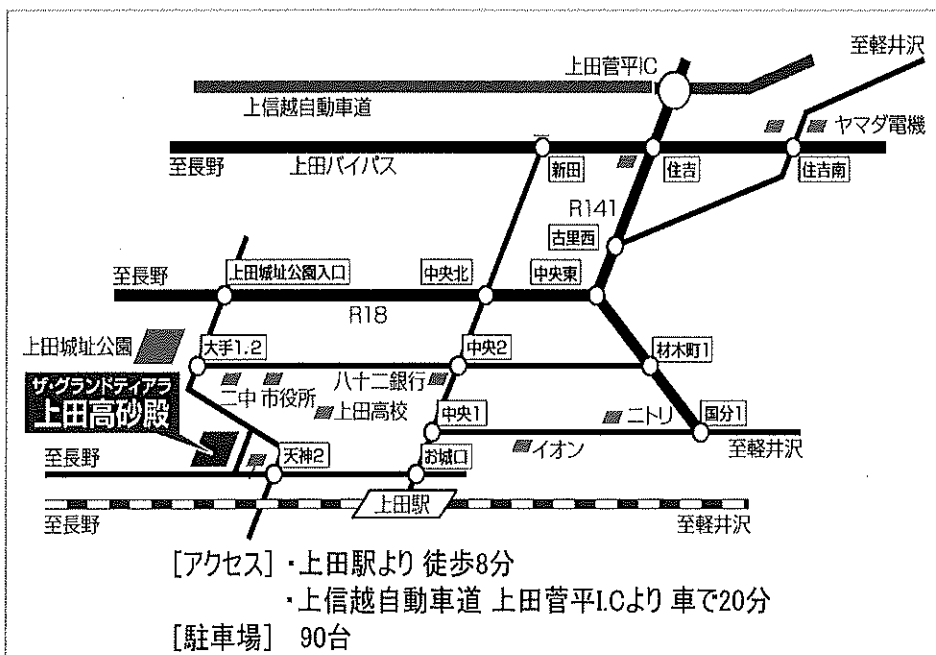 至軽井沢
上田菅平IC
上信越自動車道
ヤマダ電機
至長野
上田バイパス
新田
住吉
住吉南
R141
古里西
至長野
上田城址公園入口
中央北
中央東
R18
上田城址公園
大手1.2
中央2
材木町1
ザ・グランドティアラ
上田高砂殿
二中
市役所
八十二銀行
上田高校
中央1
ニトリ
国分1
イオン
至軽井沢
至長野
天神2
お城口
上田駅
至長野
至軽井沢
[アクセス] ・上田駅より 徒歩8分
・上信越自動車道 上田菅平I.Cより 車で20分
[駐車場] 90台